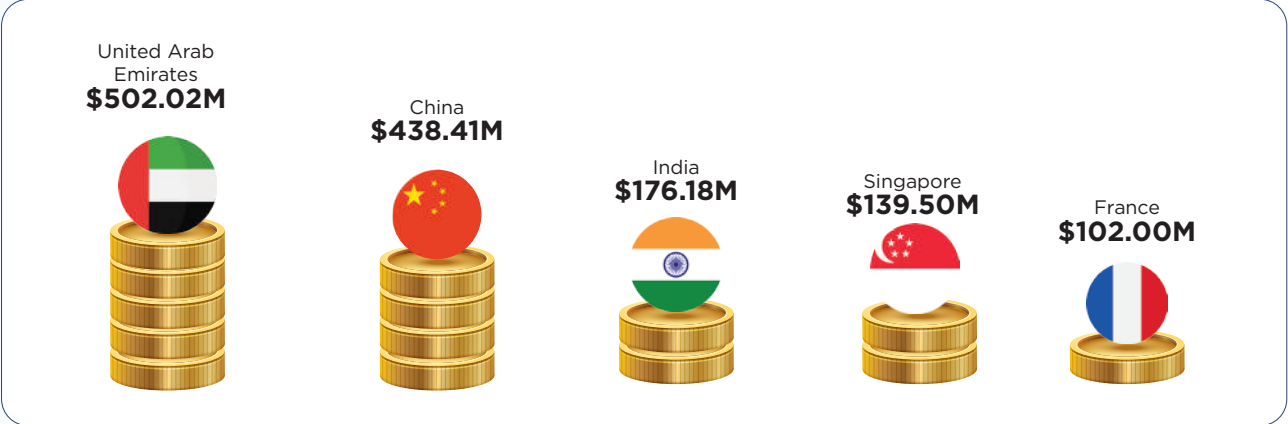 United Arab
Emirates
$502.02M
China
$438.41M
India
$176.18M
Singapore
$139.50M
France
$102.00M